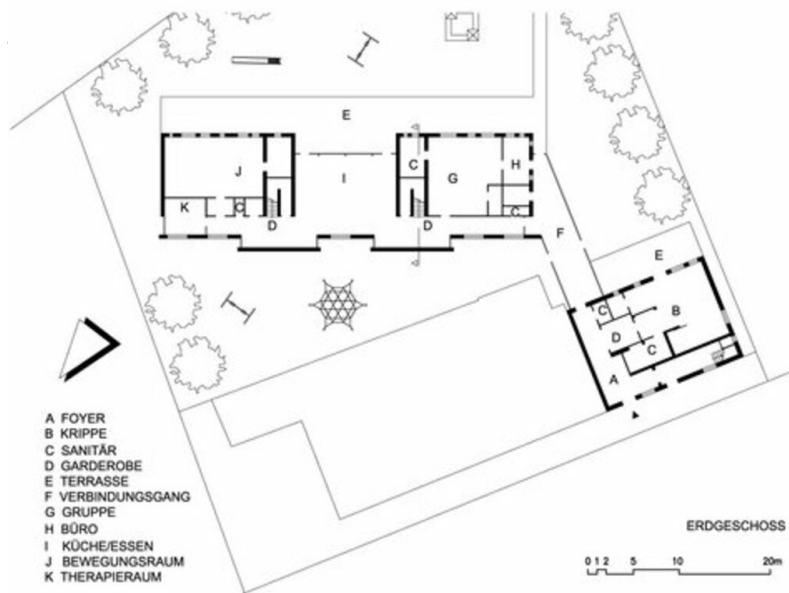 E
J
I
C
G
H
K
C
D
D
C
F
E
C
B
D
C
A
A FOYER
B KRIPPE
C SANITÄR
D GARDEROBE
E TERRASSE
F VERBINDUNGSGANG
G GRUPPE
H BÜRO
I KÜCHE/ESSEN
J BEWEGUNGSRAUM
K THERAPIERAUM
ERDGESCHOSS
0 1 2 5 10 20m